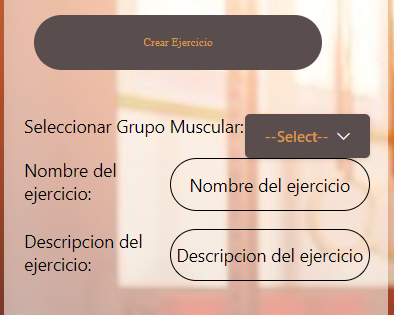 Crear Ejercicio
Seleccionar Grupo Muscular:
--Select--
Nombre del
ejercicio:
Nombre del ejercicio
Descripcion del
ejercicio:
Descripcion del ejercicio